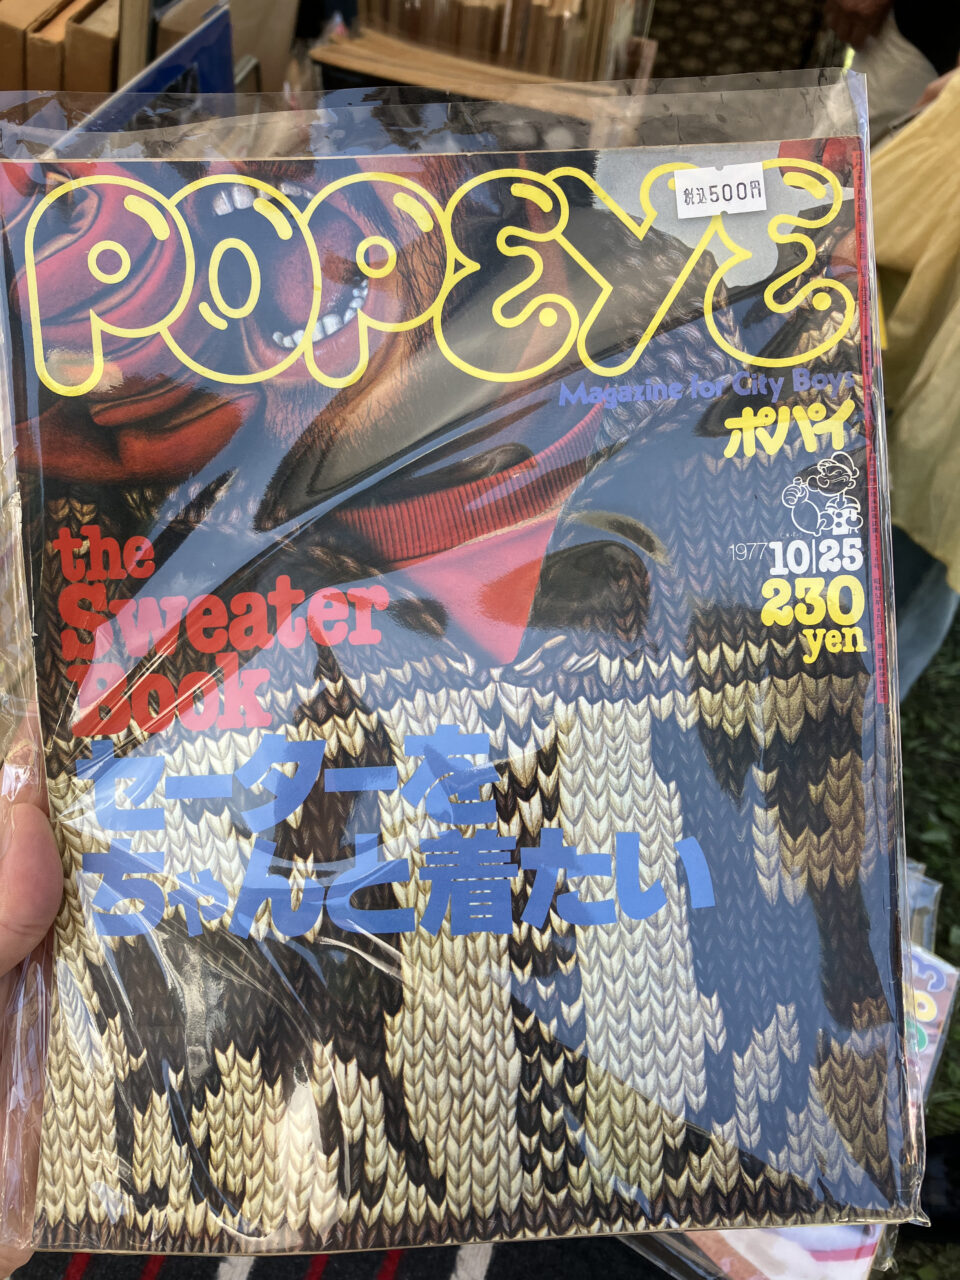 POPEYE
税込500円
Magazine for City Boys
ポパイ
1977 10|25
230
yen
the
Sweater
Book
セーターを
ちゃんと着たい